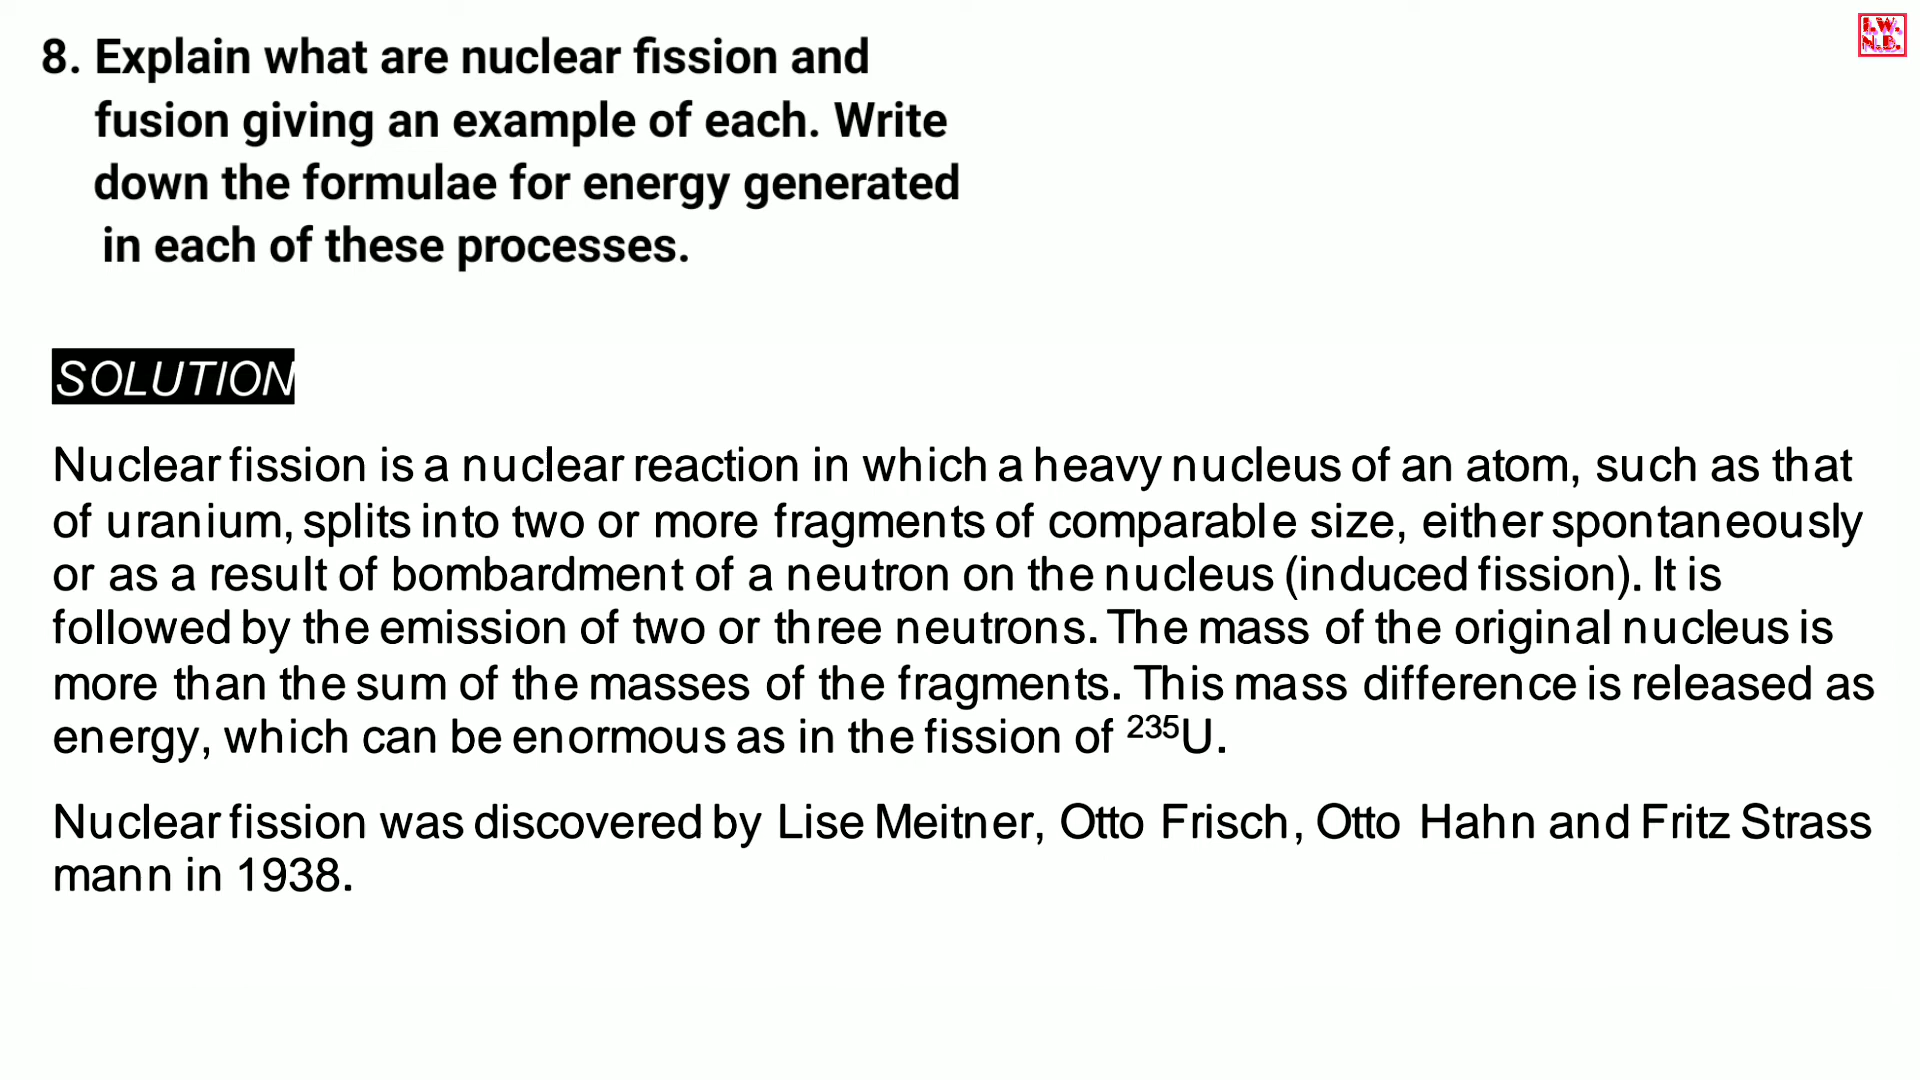 I.W.
N.B.
8. Explain what are nuclear fission and
fusion giving an example of each. Write
down the formulae for energy generated
in each of these processes.
SOLUTION
Nuclear fission is a nuclear reaction in which a heavy nucleus of an atom, such as that
of uranium, splits into two or more fragments of comparable size, either spontaneously
or as a result of bombardment of a neutron on the nucleus (induced fission). It is
followed by the emission of two or three neutrons. The mass of the original nucleus is
more than the sum of the masses of the fragments. This mass difference is released as
energy, which can be enormous as in the fission of ²³⁵U.
Nuclear fission was discovered by Lise Meitner, Otto Frisch, Otto Hahn and Fritz Strass
mann in 1938.